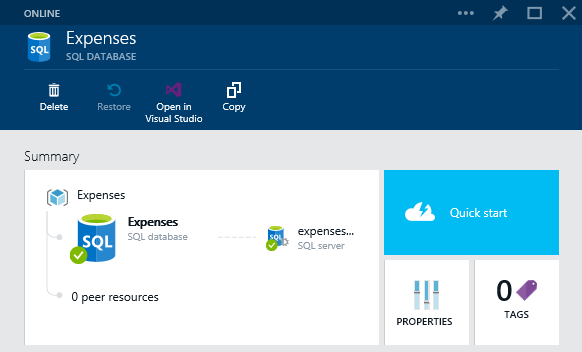 ONLINE
Expenses
SQL DATABASE
SQL
Delete
Restore
Open in
Visual Studio
Copy
Summary
Expenses
Expenses
SQL database
SQL
expenses...
SQL server
SQL
0 peer resources
Quick start
PROPERTIES
0
TAGS